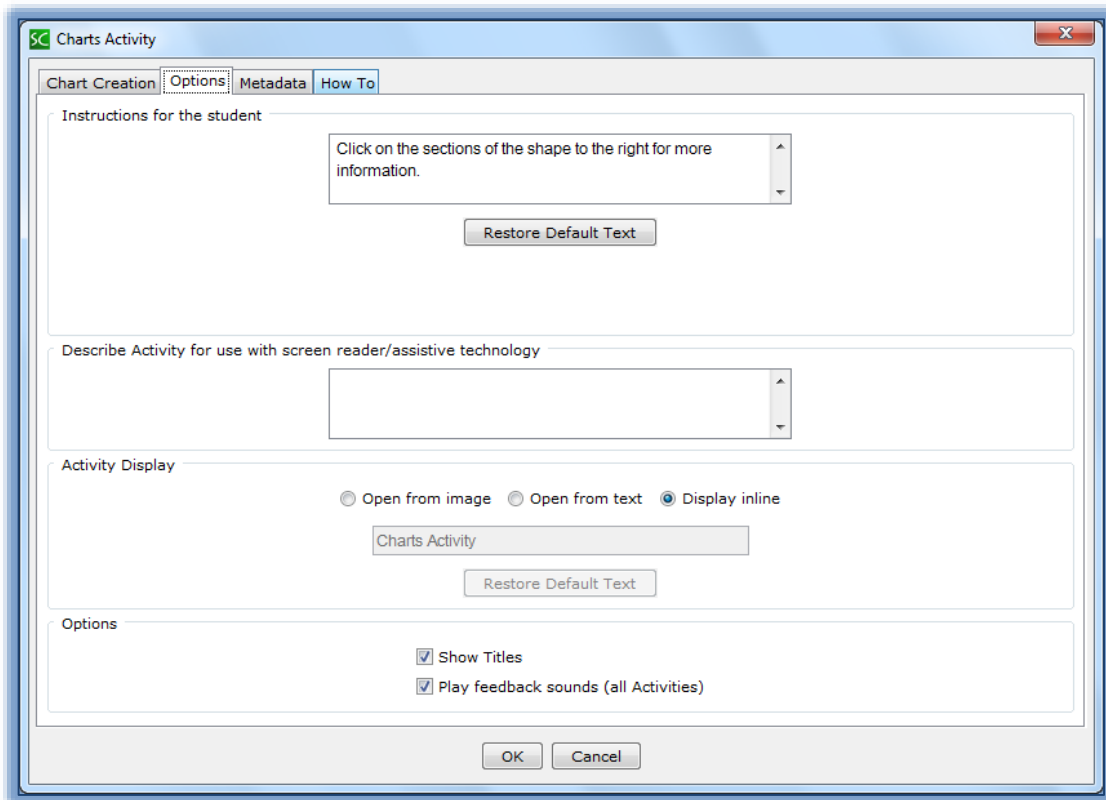 SC Charts Activity
x
Chart Creation Options Metadata How To
Instructions for the student
Click on the sections of the shape to the right for more
information.
Restore Default Text
Describe Activity for use with screen reader/assistive technology
Activity Display
Open from image Open from text Display inline
Charts Activity
Restore Default Text
Options
Show Titles
Play feedback sounds (all Activities)
OK Cancel